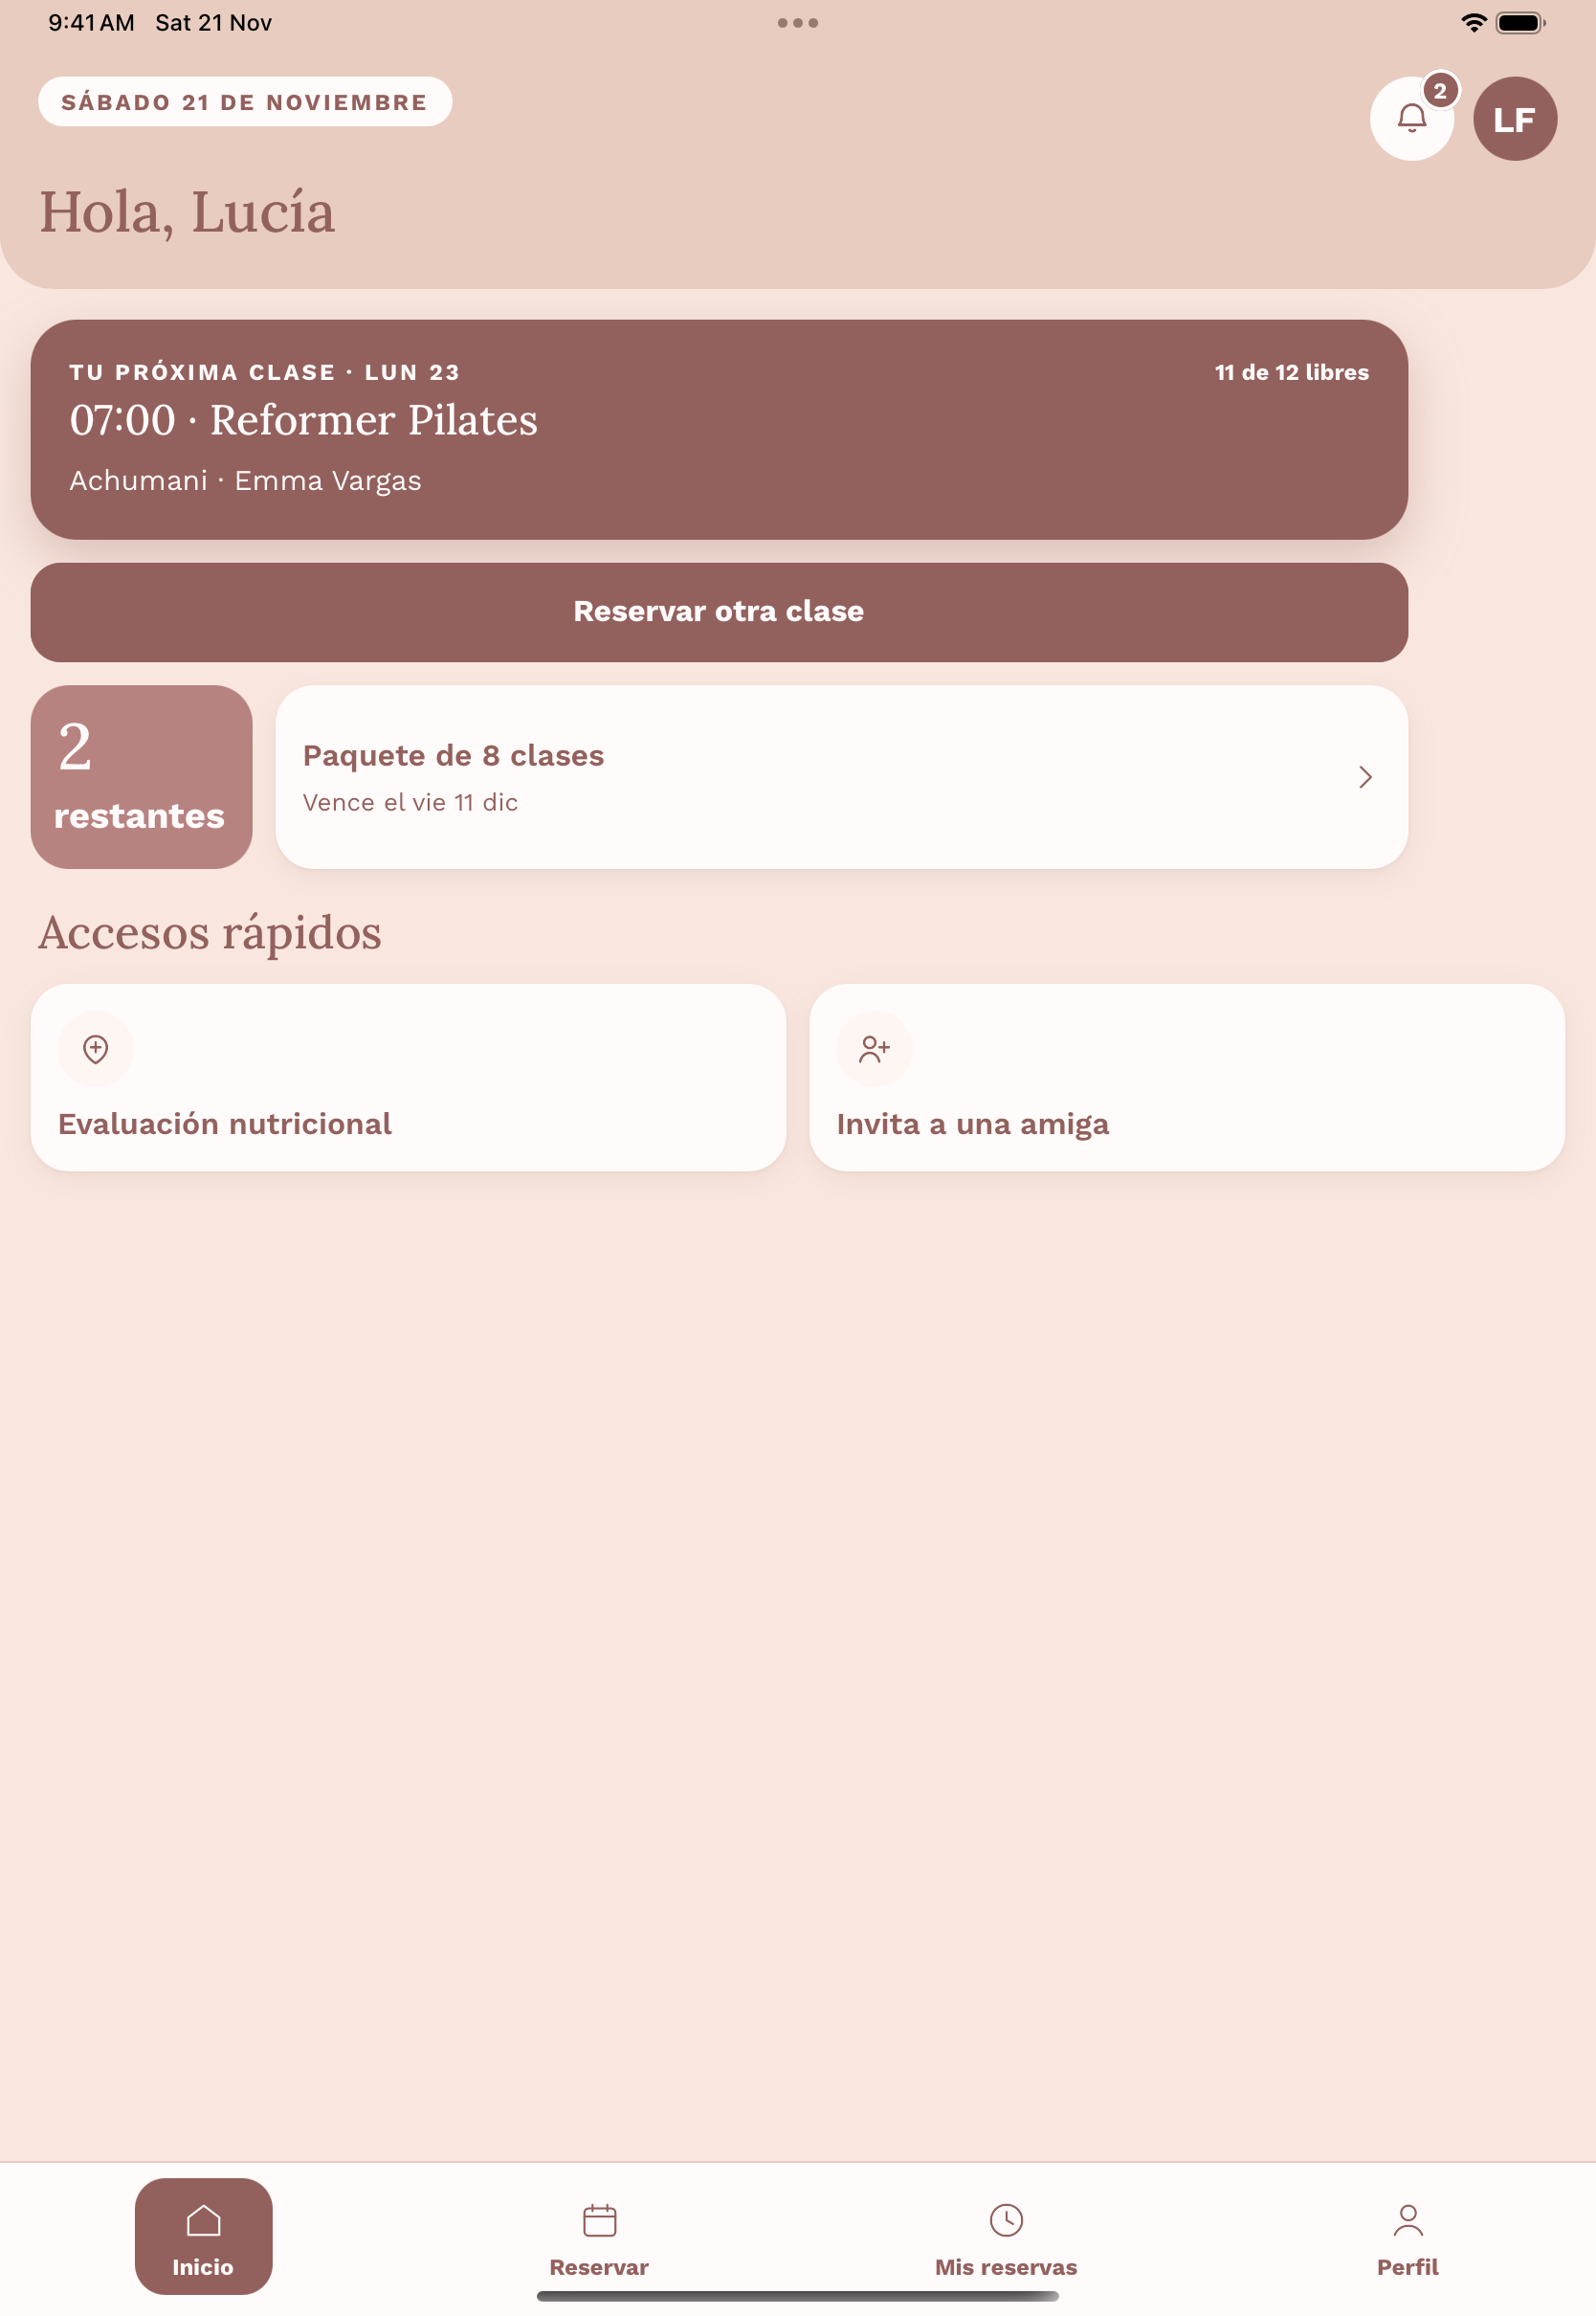 9:41 AM Sat 21 Nov
SÁBADO 21 DE NOVIEMBRE
2
LF
Hola, Lucía
TU PRÓXIMA CLASE · LUN 23
11 de 12 libres
07:00 · Reformer Pilates
Achumani · Emma Vargas
Reservar otra clase
2
restantes
Paquete de 8 clases
Vence el vie 11 dic
Accesos rápidos
Evaluación nutricional
Invita a una amiga
Inicio
Reservar
Mis reservas
Perfil